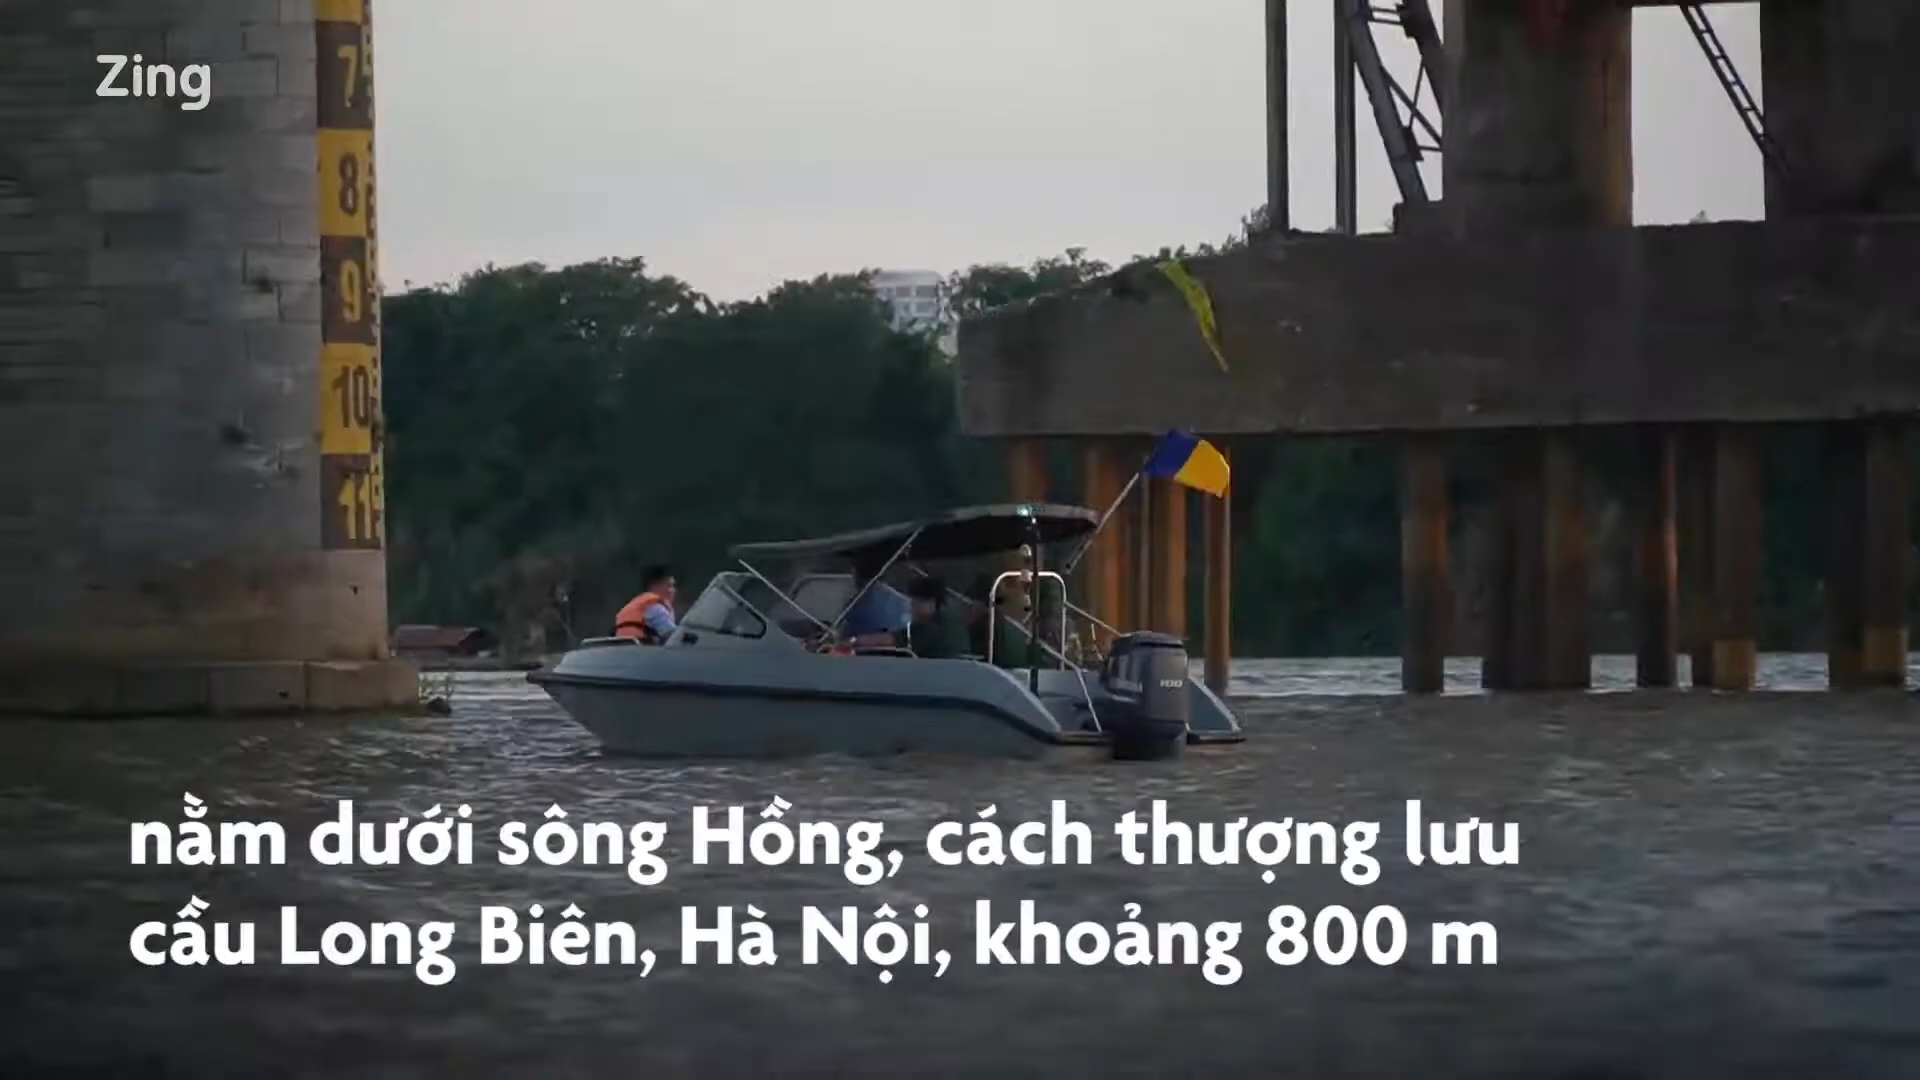 Zing
7
8
9
10
11
100
nằm dưới sông Hồng, cách thượng lưu
cầu Long Biên, Hà Nội, khoảng 800 m